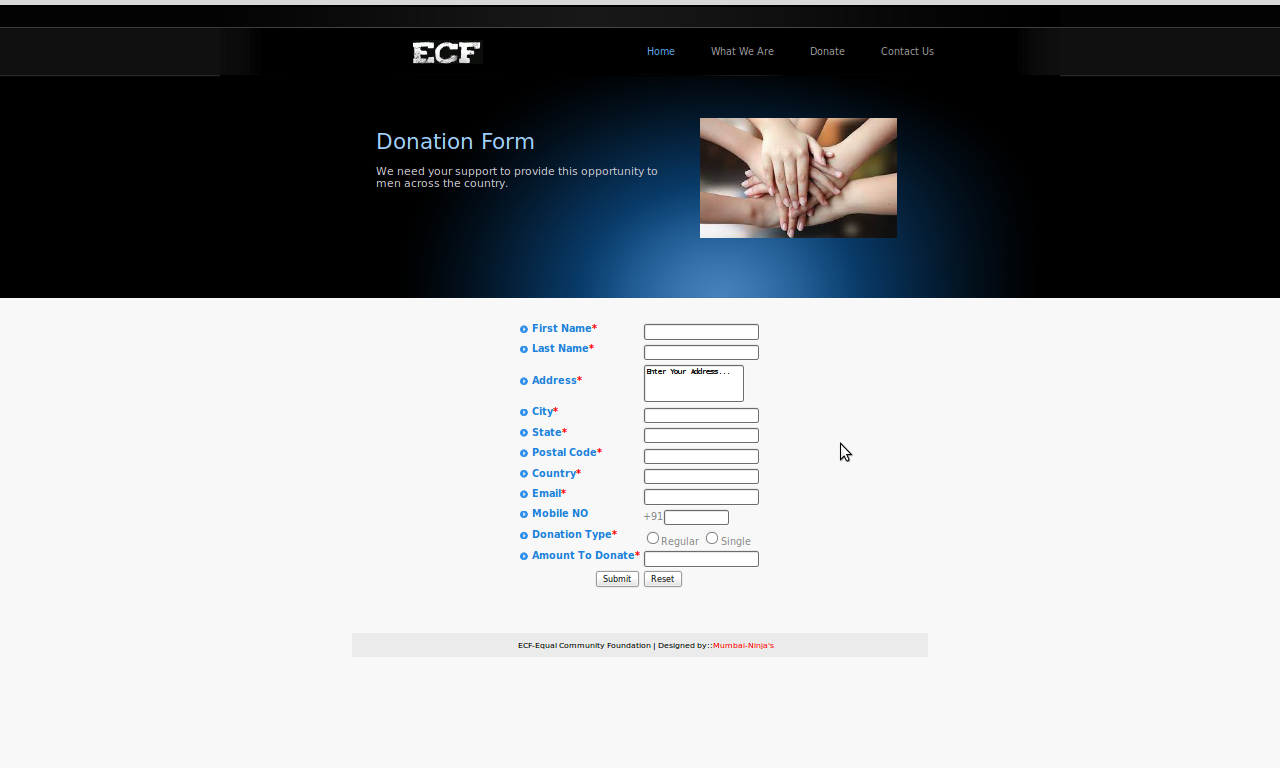 ECF
Home What We Are Donate Contact Us
Donation Form
We need your support to provide this opportunity to
men across the country.
First Name*
Last Name*
Address* Enter Your Address...
City*
State*
Postal Code*
Country*
Email*
Mobile NO +91
Donation Type* Regular Single
Amount To Donate*
Submit Reset
ECF-Equal Community Foundation | Designed by::Mumbai-Ninja's